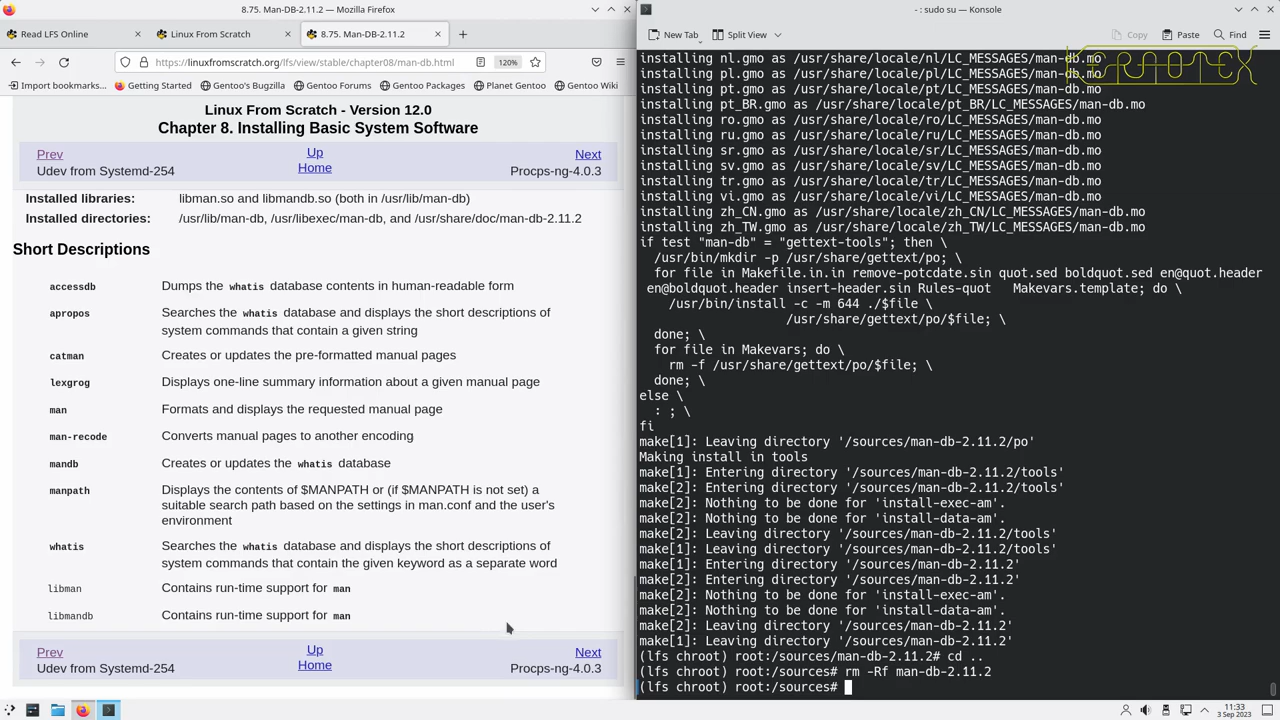 8.75. Man-DB-2.11.2 — Mozilla Firefox
Read LFS Online
Linux From Scratch
8.75. Man-DB-2.11.2
https://linuxfromscratch.org/lfs/view/stable/chapter08/man-db.html
120%
Import bookmarks...
Getting Started
Gentoo's Bugzilla
Gentoo Forums
Gentoo Packages
Planet Gentoo
Gentoo Wiki
Linux From Scratch - Version 12.0
Chapter 8. Installing Basic System Software
Prev
Up
Next
Udev from Systemd-254
Home
Procps-ng-4.0.3
Installed libraries: libman.so and libmandb.so (both in /usr/lib/man-db)
Installed directories: /usr/lib/man-db, /usr/libexec/man-db, and /usr/share/doc/man-db-2.11.2
Short Descriptions
accessdb Dumps the whatis database contents in human-readable form
apropos Searches the whatis database and displays the short descriptions of
system commands that contain a given string
catman Creates or updates the pre-formatted manual pages
lexgrog Displays one-line summary information about a given manual page
man Formats and displays the requested manual page
man-recode Converts manual pages to another encoding
mandb Creates or updates the whatis database
manpath Displays the contents of $MANPATH or (if $MANPATH is not set) a
suitable search path based on the settings in man.conf and the user's
environment
whatis Searches the whatis database and displays the short descriptions of
system commands that contain the given keyword as a separate word
libman Contains run-time support for man
libmandb Contains run-time support for man
Prev
Up
Next
Udev from Systemd-254
Home
Procps-ng-4.0.3
- : sudo su — Konsole
New Tab
Split View
Copy
Paste
Find
KERNOTEX
installing nl.gmo as /usr/share/locale/nl/LC_MESSAGES/man-db.mo
installing pl.gmo as /usr/share/locale/pl/LC_MESSAGES/man-db.mo
installing pt.gmo as /usr/share/locale/pt/LC_MESSAGES/man-db.mo
installing pt_BR.gmo as /usr/share/locale/pt_BR/LC_MESSAGES/man-db.mo
installing ro.gmo as /usr/share/locale/ro/LC_MESSAGES/man-db.mo
installing ru.gmo as /usr/share/locale/ru/LC_MESSAGES/man-db.mo
installing sr.gmo as /usr/share/locale/sr/LC_MESSAGES/man-db.mo
installing sv.gmo as /usr/share/locale/sv/LC_MESSAGES/man-db.mo
installing tr.gmo as /usr/share/locale/tr/LC_MESSAGES/man-db.mo
installing vi.gmo as /usr/share/locale/vi/LC_MESSAGES/man-db.mo
installing zh_CN.gmo as /usr/share/locale/zh_CN/LC_MESSAGES/man-db.mo
installing zh_TW.gmo as /usr/share/locale/zh_TW/LC_MESSAGES/man-db.mo
if test "man-db" = "gettext-tools"; then \
/usr/bin/mkdir -p /usr/share/gettext/po; \
for file in Makefile.in.in remove-potcdate.sin quot.sed boldquot.sed en@quot.header
en@boldquot.header insert-header.sin Rules-quot Makevars.template; do \
/usr/bin/install -c -m 644 ./$file \
/usr/share/gettext/po/$file; \
done; \
for file in Makevars; do \
rm -f /usr/share/gettext/po/$file; \
done; \
else \
: ; \
fi
make[1]: Leaving directory '/sources/man-db-2.11.2/po'
Making install in tools
make[1]: Entering directory '/sources/man-db-2.11.2/tools'
make[2]: Entering directory '/sources/man-db-2.11.2/tools'
make[2]: Nothing to be done for 'install-exec-am'.
make[2]: Nothing to be done for 'install-data-am'.
make[2]: Leaving directory '/sources/man-db-2.11.2/tools'
make[1]: Leaving directory '/sources/man-db-2.11.2/tools'
make[1]: Entering directory '/sources/man-db-2.11.2'
make[2]: Entering directory '/sources/man-db-2.11.2'
make[2]: Nothing to be done for 'install-exec-am'.
make[2]: Nothing to be done for 'install-data-am'.
make[2]: Leaving directory '/sources/man-db-2.11.2'
make[1]: Leaving directory '/sources/man-db-2.11.2'
(lfs chroot) root:/sources/man-db-2.11.2# cd ..
(lfs chroot) root:/sources# rm -Rf man-db-2.11.2
(lfs chroot) root:/sources#
11:33
3 Sep 2023